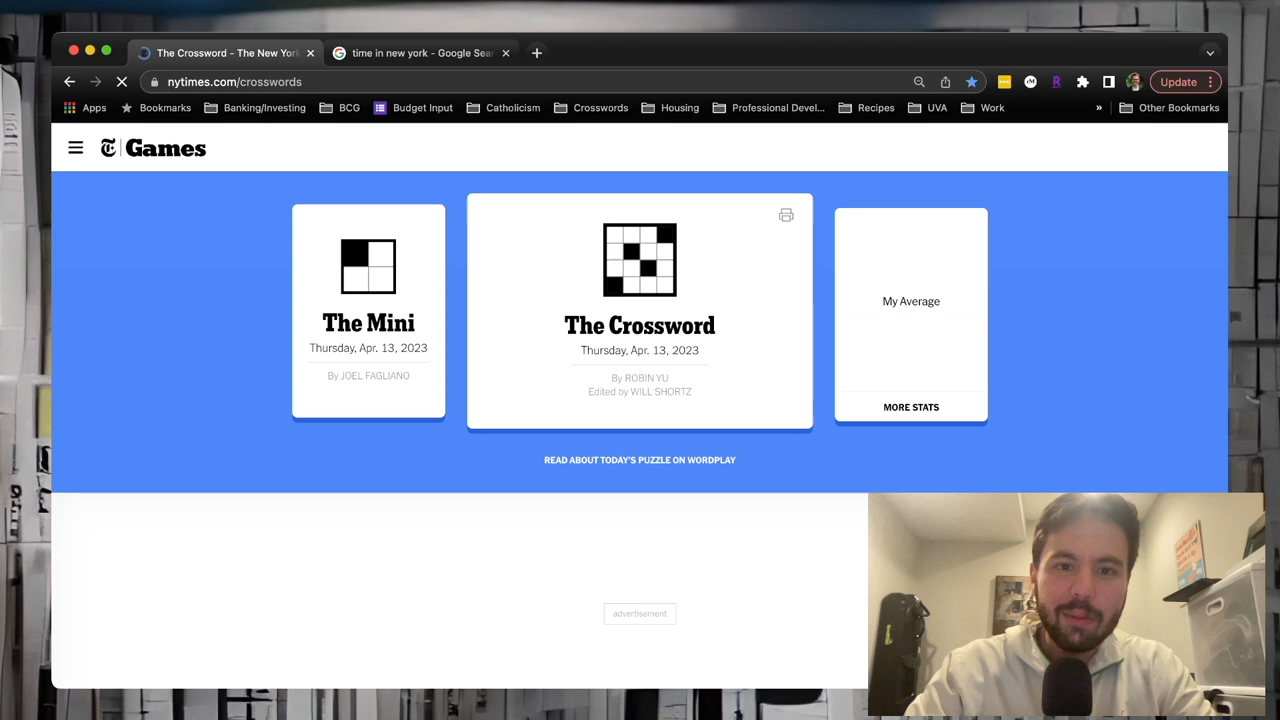 The Crossword - The New York
time in new york - Google Sear
nytimes.com/crosswords
Update
Apps
Bookmarks
Banking/Investing
BCG
Budget Input
Catholicism
Crosswords
Housing
Professional Devel...
Recipes
UVA
Work
»
Other Bookmarks
T
Games
The Mini
Thursday, Apr. 13, 2023
By JOEL FAGLIANO
The Crossword
Thursday, Apr. 13, 2023
By ROBIN YU
Edited by WILL SHORTZ
My Average
MORE STATS
READ ABOUT TODAY'S PUZZLE ON WORDPLAY
advertisement